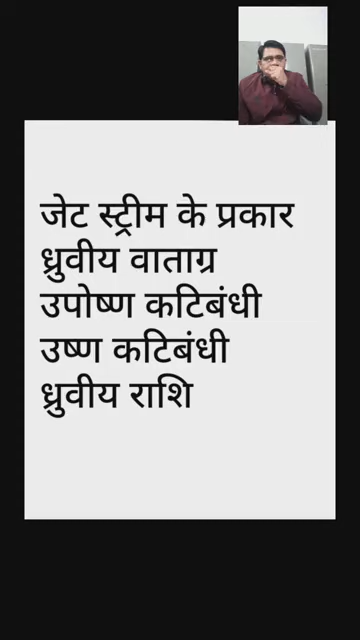 जेट स्ट्रीम के प्रकार
ध्रुवीय वाताग्र
उपोष्ण कटिबंधी
उष्ण कटिबंधी
ध्रुवीय राशि